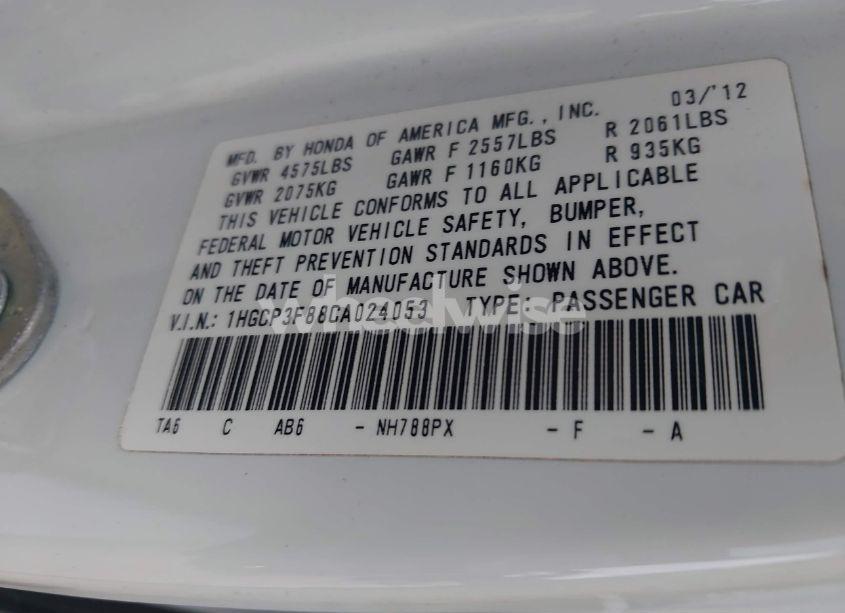 03/'12
MFD. BY HONDA OF AMERICA MFG., INC.
GVWR 4575LBS GAWR F 2557LBS R 2061LBS
GVWR 2075KG GAWR F 1160KG R 935KG
THIS VEHICLE CONFORMS TO ALL APPLICABLE
FEDERAL MOTOR VEHICLE SAFETY, BUMPER,
AND THEFT PREVENTION STANDARDS IN EFFECT
ON THE DATE OF MANUFACTURE SHOWN ABOVE.
V.I.N.: 1HGCP3F88CA024053 TYPE: PASSENGER CAR
wheelwise
TA6 C AB6 - NH788PX - F - A